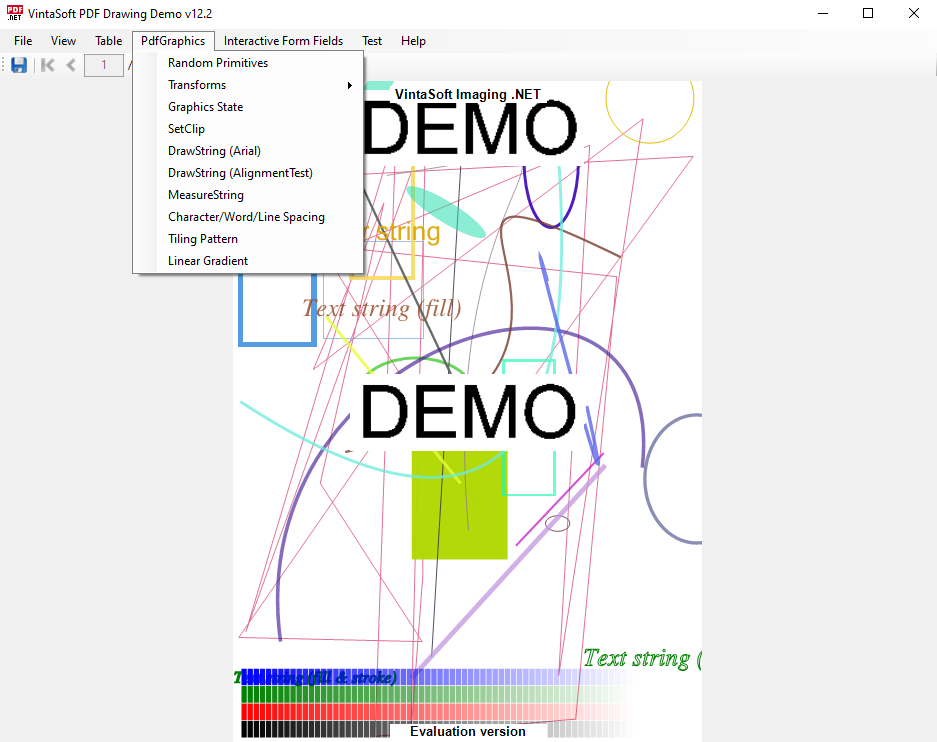 VintaSoft PDF Drawing Demo v12.2
File View Table PdfGraphics Interactive Form Fields Test Help
1 /
Random Primitives
Transforms
Graphics State
SetClip
DrawString (Arial)
DrawString (AlignmentTest)
MeasureString
Character/Word/Line Spacing
Tiling Pattern
Linear Gradient
VintaSoft Imaging .NET
DEMO
string
Text string (fill)
DEMO
Text string (
Text string (fill & stroke)
Evaluation version